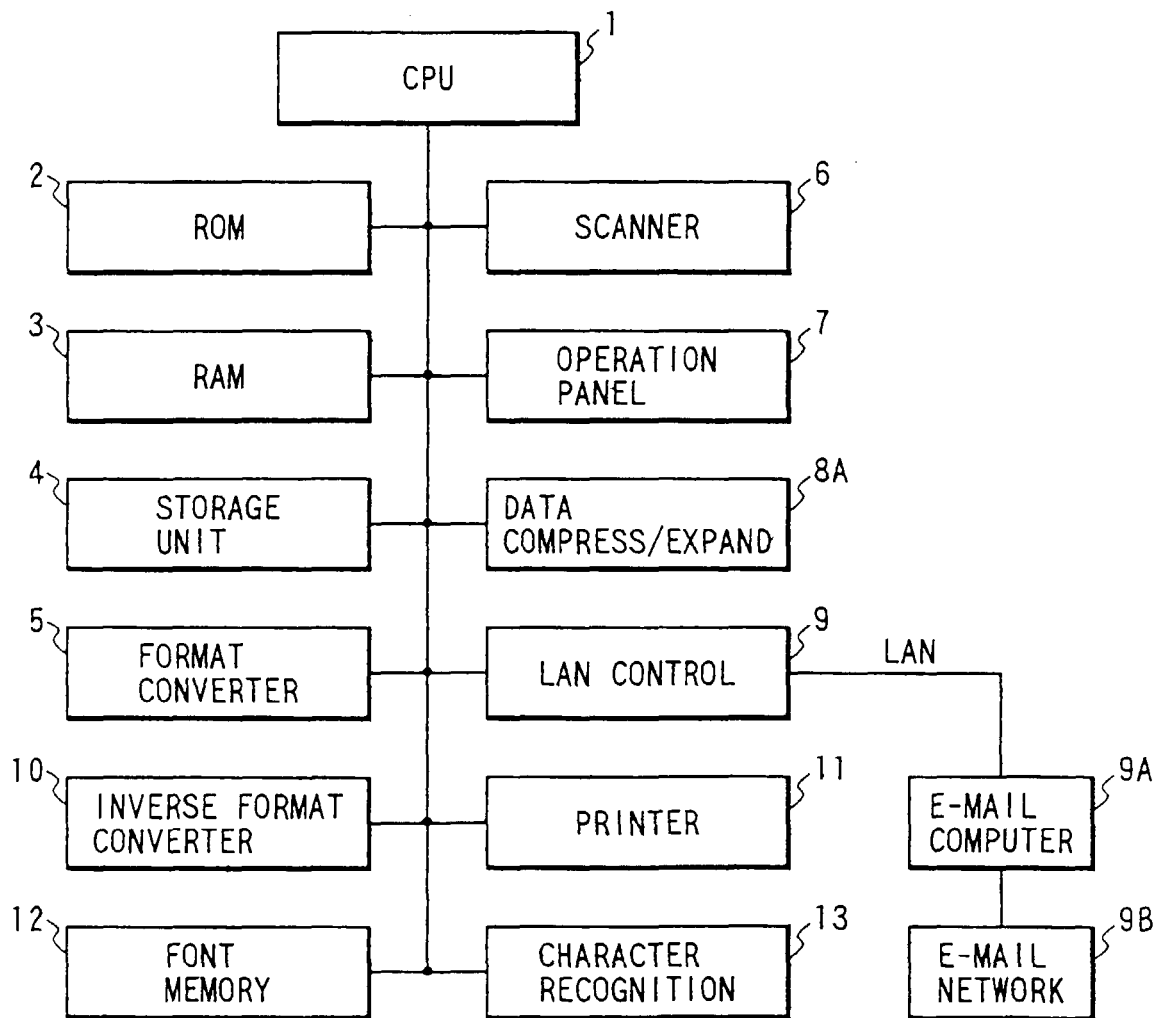 1
CPU
2
ROM
6
SCANNER
3
RAM
7
OPERATION
PANEL
4
STORAGE
UNIT
8A
DATA
COMPRESS/EXPAND
5
FORMAT
CONVERTER
9
LAN CONTROL
LAN
10
INVERSE FORMAT
CONVERTER
11
PRINTER
9A
E-MAIL
COMPUTER
12
FONT
MEMORY
13
CHARACTER
RECOGNITION
9B
E-MAIL
NETWORK